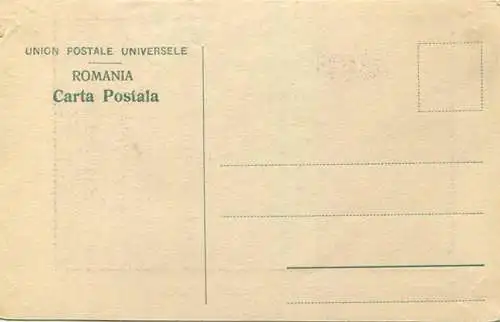 UNION POSTALE UNIVERSELE
ROMANIA
Carta Postala